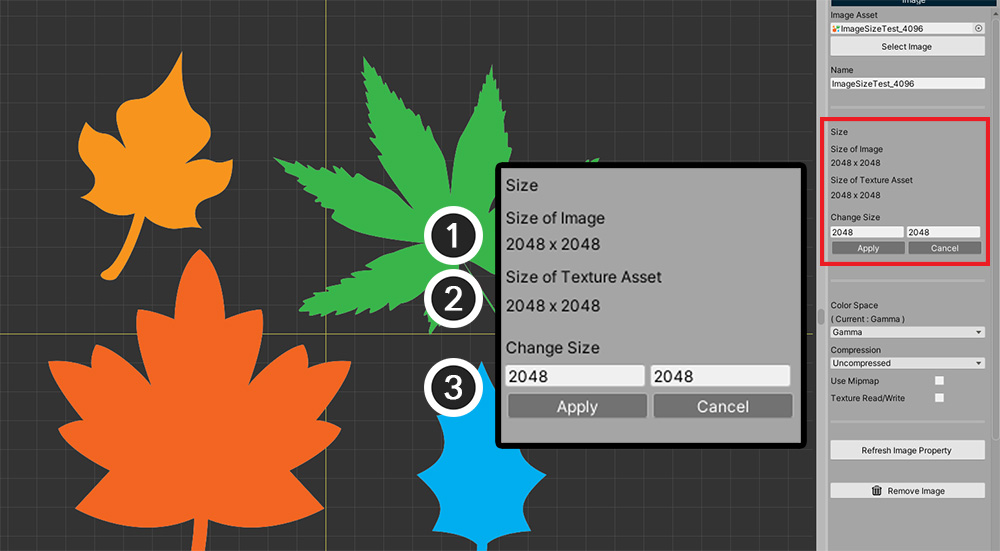 Image
Image Asset
ImageSizeTest_4096
Select Image
Name
ImageSizeTest_4096
Size
Size of Image
2048 x 2048
Size of Texture Asset
2048 x 2048
Change Size
2048 2048
Apply Cancel
Color Space
( Current : Gamma )
Gamma
Compression
Uncompressed
Use Mipmap
Texture Read/Write
Refresh Image Property
Remove Image
Size
1 Size of Image
2048 x 2048
2 Size of Texture Asset
2048 x 2048
Change Size
3 2048 2048
Apply Cancel